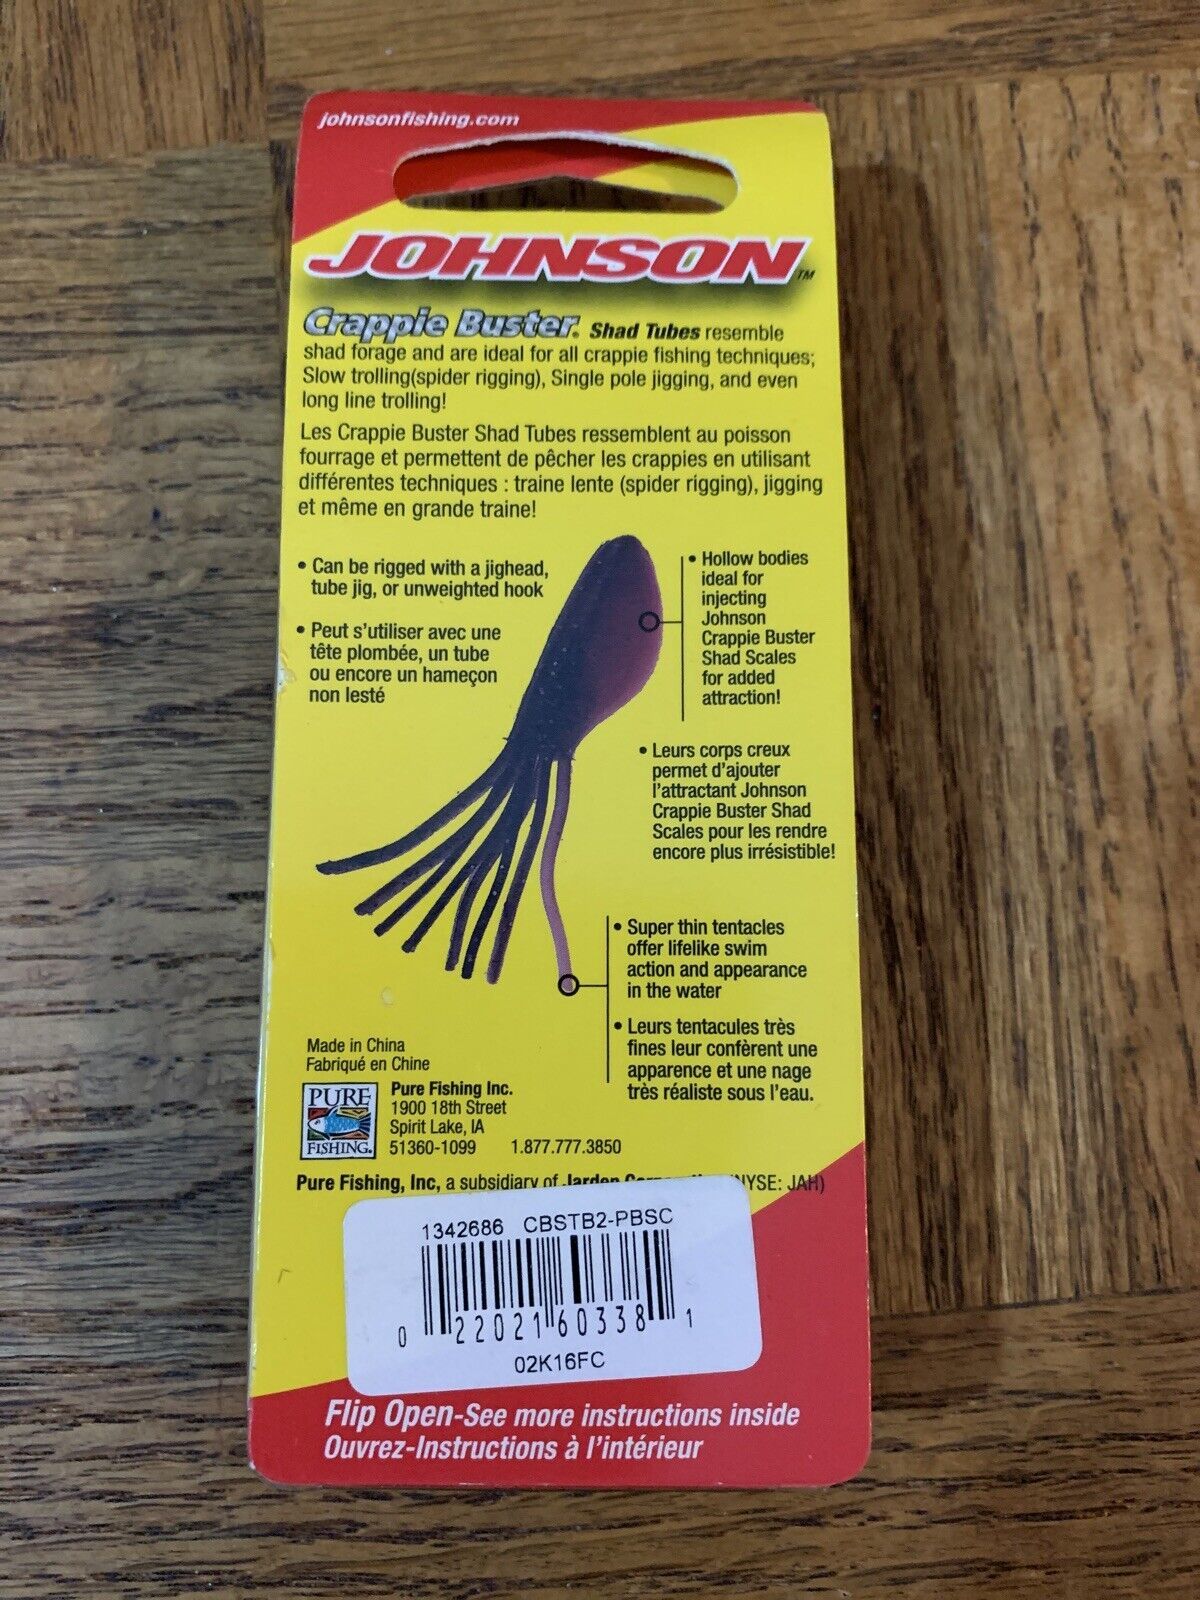 johnsonfishing.com
JOHNSON™
Crappie Buster® Shad Tubes resemble
shad forage and are ideal for all crappie fishing techniques;
Slow trolling(spider rigging), Single pole jigging, and even
long line trolling!
Les Crappie Buster Shad Tubes ressemblent au poisson
fourrage et permettent de pêcher les crappies en utilisant
différentes techniques : traine lente (spider rigging), jigging
et même en grande traine!
• Can be rigged with a jighead,
tube jig, or unweighted hook
• Peut s'utiliser avec une
tête plombée, un tube
ou encore un hameçon
non lesté
• Hollow bodies
ideal for
injecting
Johnson
Crappie Buster
Shad Scales
for added
attraction!
• Leurs corps creux
permet d'ajouter
l'attractant Johnson
Crappie Buster Shad
Scales pour les rendre
encore plus irrésistible!
• Super thin tentacles
offer lifelike swim
action and appearance
in the water
• Leurs tentacules très
fines leur confèrent une
apparence et une nage
très réaliste sous l'eau.
Made in China
Fabriqué en Chine
PURE
FISHING.
Pure Fishing Inc.
1900 18th Street
Spirit Lake, IA
51360-1099 1.877.777.3850
Pure Fishing, Inc, a subsidiary of Jarden NYSE: JAH)
1342686 CBSTB2-PBSC
0 22021 60338 1
02K16FC
Flip Open-See more instructions inside
Ouvrez-Instructions à l'intérieur